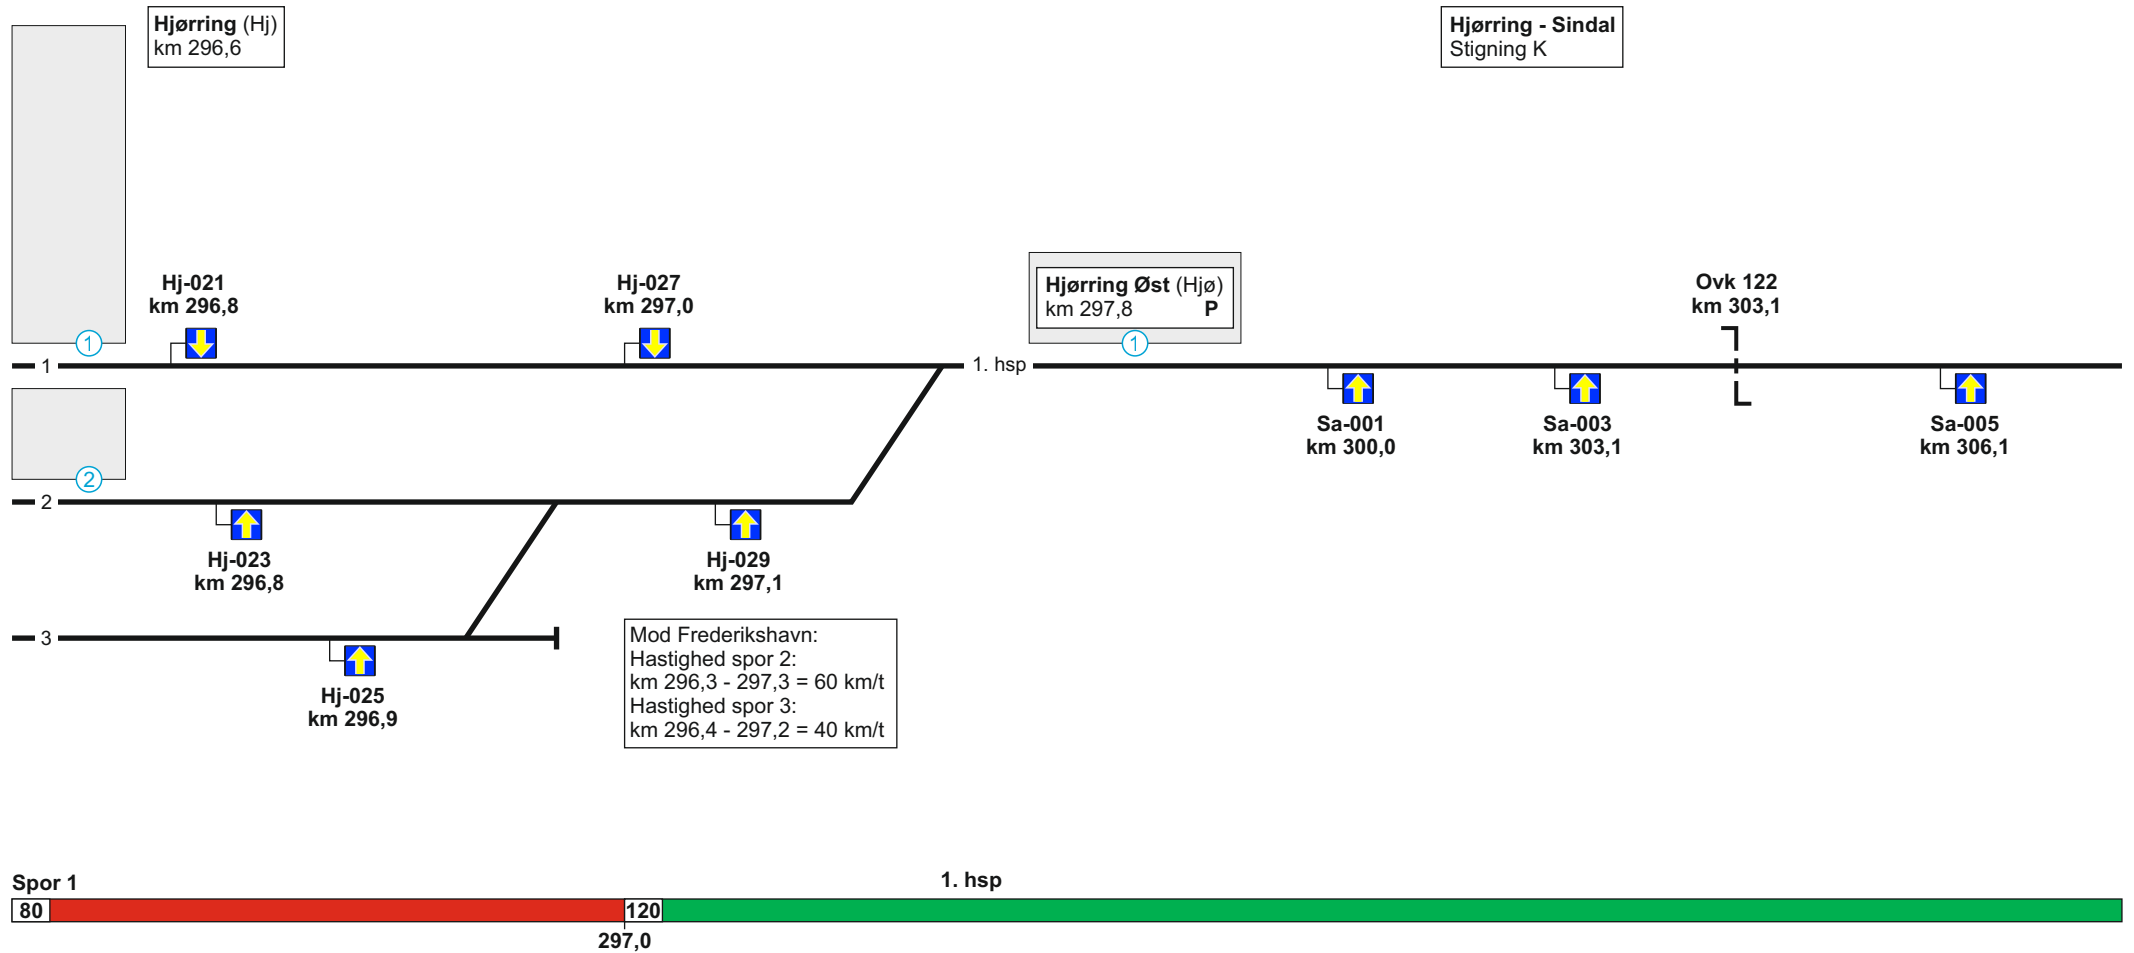 Hjørring (Hj)
km 296,6
Hjørring - Sindal
Stigning K
Hj-021
km 296,8
Hj-027
km 297,0
Hjørring Øst (Hjø)
km 297,8 P
Ovk 122
km 303,1
1
1
1
1. hsp
Sa-001
km 300,0
Sa-003
km 303,1
Sa-005
km 306,1
2
2
Hj-023
km 296,8
Hj-029
km 297,1
3
Hj-025
km 296,9
Mod Frederikshavn:
Hastighed spor 2:
km 296,3 - 297,3 = 60 km/t
Hastighed spor 3:
km 296,4 - 297,2 = 40 km/t
Spor 1
1. hsp
80
120
297,0